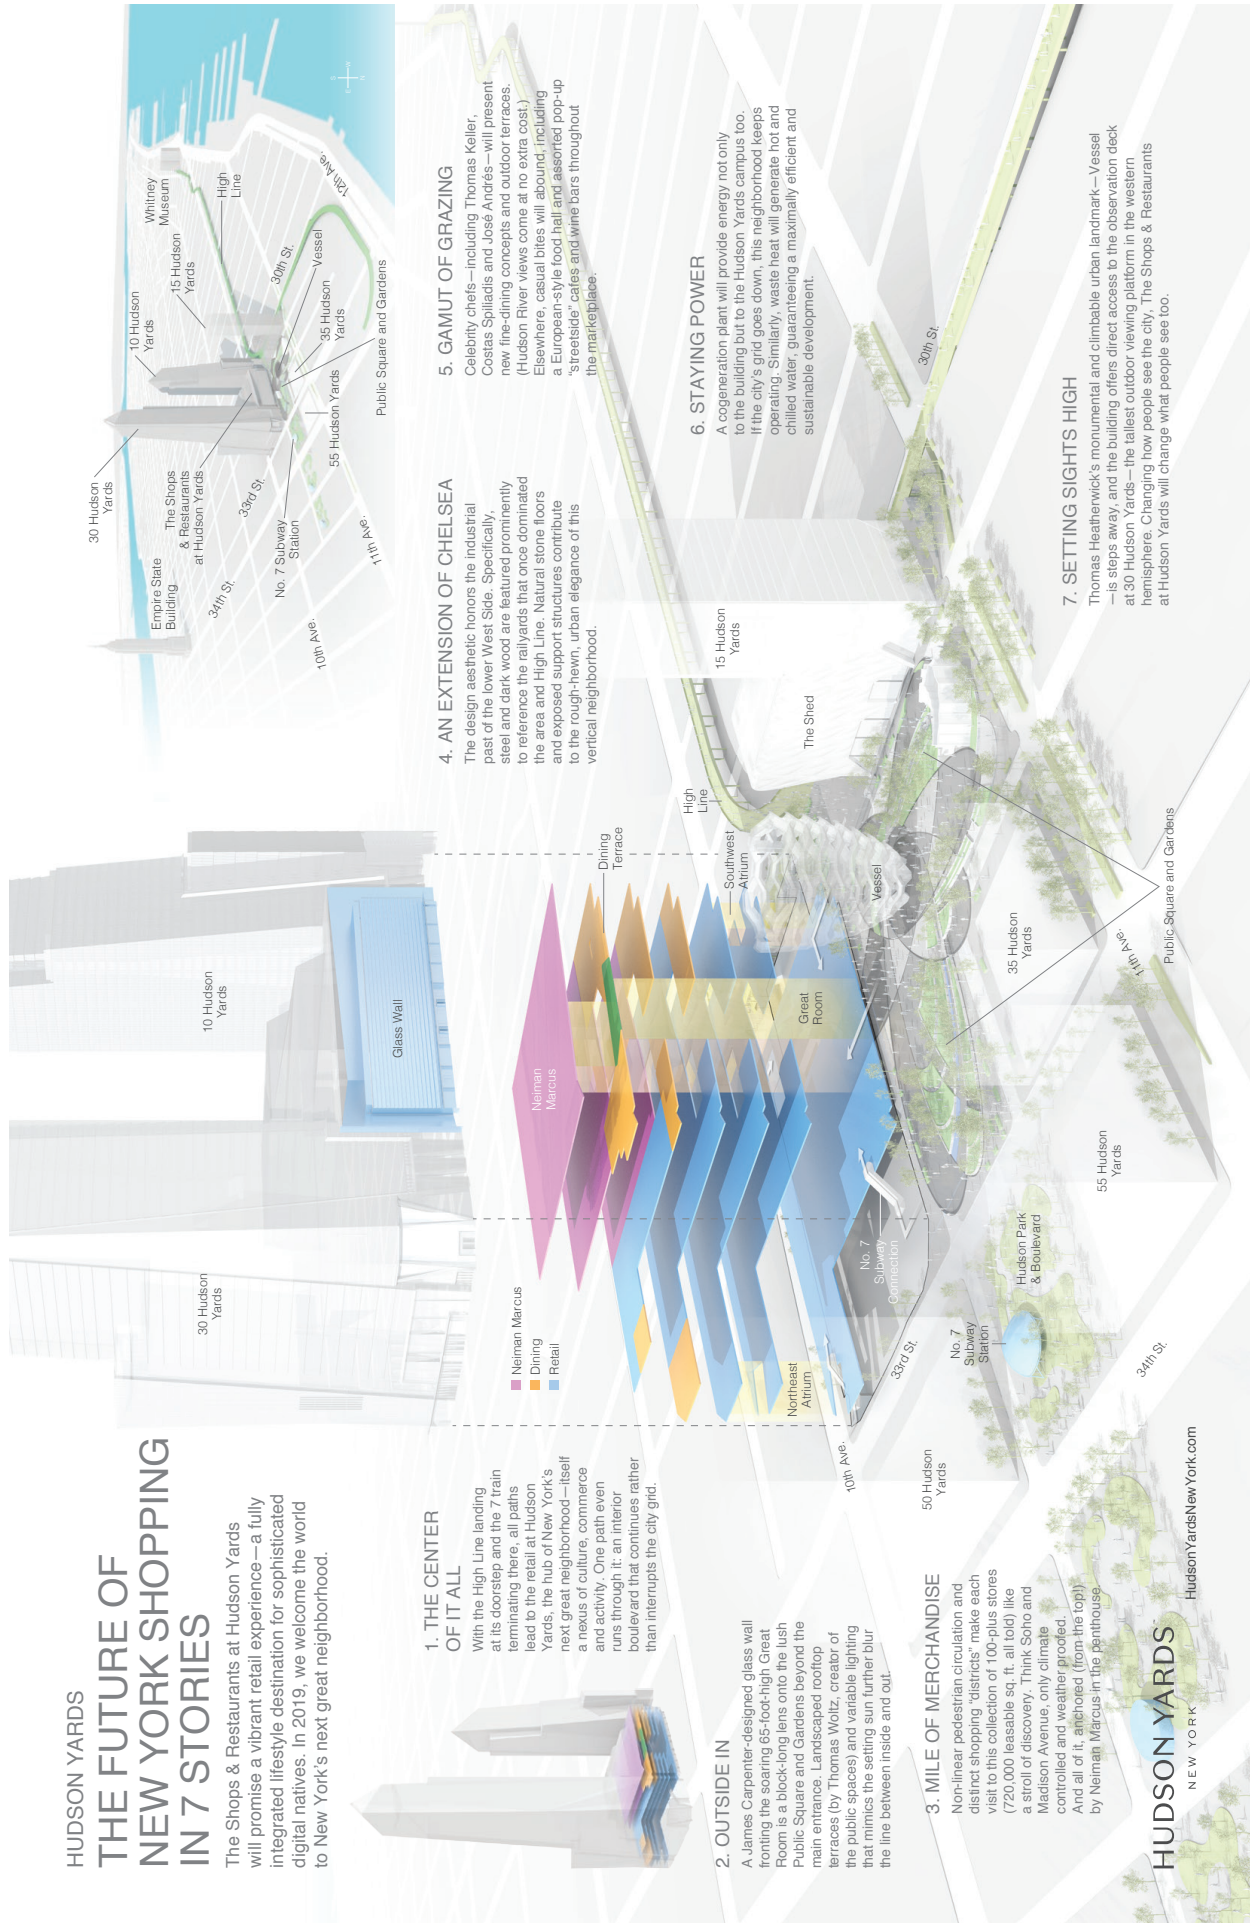 HUDSON YARDS
THE FUTURE OF
NEW YORK SHOPPING
IN 7 STORIES
The Shops & Restaurants at Hudson Yards
will promise a vibrant retail experience—a fully
integrated lifestyle destination for sophisticated
digital natives. In 2019, we welcome the world
to New York's next great neighborhood.
1. THE CENTER
OF IT ALL
With the High Line landing
at its doorstep and the 7 train
terminating there, all paths
lead to the retail at Hudson
Yards, the hub of New York's
next great neighborhood—itself
a nexus of culture, commerce
and activity. One path even
runs through it: an interior
boulevard that continues rather
than interrupts the city grid.
2. OUTSIDE IN
A James Carpenter-designed glass wall
fronting the soaring 65-foot-high Great
Room is a block-long lens onto the lush
Public Square and Gardens beyond the
main entrance. Landscaped rooftop
terraces (by Thomas Woltz, creator of
the public spaces) and variable lighting
that mimics the setting sun further blur
the line between inside and out.
3. MILE OF MERCHANDISE
Non-linear pedestrian circulation and
distinct shopping "districts" make each
visit to this collection of 100-plus stores
(720,000 leasable sq. ft. all told) like
a stroll of discovery. Think Soho and
Madison Avenue, only climate
controlled and weather proofed.
And all of it, anchored (from the top!)
by Neiman Marcus in the penthouse.
HUDSON YARDS
NEW YORK
HudsonYardsNewYork.com
30 Hudson
Yards
10 Hudson
Yards
Glass Wall
Neiman Marcus
Dining
Retail
Neiman
Marcus
Dining
Terrace
Southwest
Atrium
Great
Room
Northeast
Atrium
No. 7
Subway
Connection
High
Line
Vessel
The Shed
15 Hudson
Yards
10th Ave.
33rd St.
50 Hudson
Yards
No. 7
Subway
Station
Hudson Park
& Boulevard
34th St.
55 Hudson
Yards
35 Hudson
Yards
11th Ave.
Public Square and Gardens
30th St.
4. AN EXTENSION OF CHELSEA
The design aesthetic honors the industrial
past of the lower West Side. Specifically,
steel and dark wood are featured prominently
to reference the railyards that once dominated
the area and High Line. Natural stone floors
and exposed support structures contribute
to the rough-hewn, urban elegance of this
vertical neighborhood.
5. GAMUT OF GRAZING
Celebrity chefs—including Thomas Keller,
Costas Spiliadis and José Andrés—will present
new fine-dining concepts and outdoor terraces.
(Hudson River views come at no extra cost.)
Elsewhere, casual bites will abound, including
a European-style food hall and assorted pop-up
"streetside" cafes and wine bars throughout
the marketplace.
6. STAYING POWER
A cogeneration plant will provide energy not only
to the building but to the Hudson Yards campus too.
If the city's grid goes down, this neighborhood keeps
operating. Similarly, waste heat will generate hot and
chilled water, guaranteeing a maximally efficient and
sustainable development.
7. SETTING SIGHTS HIGH
Thomas Heatherwick's monumental and climbable urban landmark—Vessel
—is steps away, and the building offers direct access to the observation deck
at 30 Hudson Yards—the tallest outdoor viewing platform in the western
hemisphere. Changing how people see the city, The Shops & Restaurants
at Hudson Yards will change what people see too.
30 Hudson
Yards
10 Hudson
Yards
15 Hudson
Yards
Whitney
Museum
High
Line
12th Ave.
30th St.
Vessel
35 Hudson
Yards
Public Square and Gardens
55 Hudson Yards
Empire State
Building
The Shops
& Restaurants
at Hudson Yards
34th St.
33rd St.
No. 7 Subway
Station
10th Ave.
11th Ave.